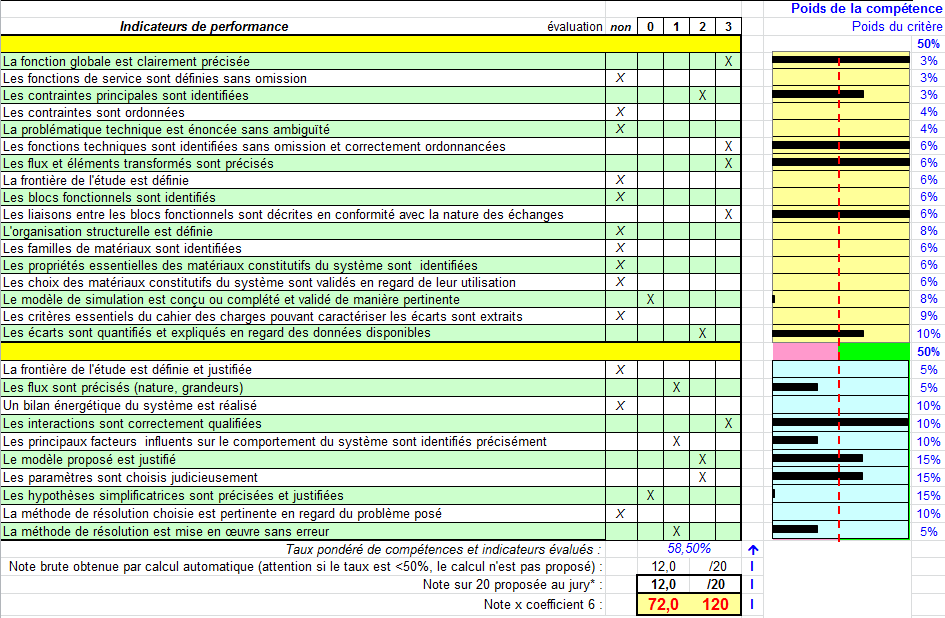 Poids de la compétence
Indicateurs de performance évaluation non 0 1 2 3 Poids du critère
50%
La fonction globale est clairement précisée X 3%
Les fonctions de service sont définies sans omission X 3%
Les contraintes principales sont identifiées X 3%
Les contraintes sont ordonnées X 4%
La problématique technique est énoncée sans ambiguïté X 4%
Les fonctions techniques sont identifiées sans omission et correctement ordonnancées X 6%
Les flux et éléments transformés sont précisés X 6%
La frontière de l'étude est définie X 6%
Les blocs fonctionnels sont identifiés X 6%
Les liaisons entre les blocs fonctionnels sont décrites en conformité avec la nature des échanges X 6%
L'organisation structurelle est définie X 8%
Les familles de matériaux sont identifiées X 6%
Les propriétés essentielles des matériaux constitutifs du système sont identifiées X 6%
Les choix des matériaux constitutifs du système sont validés en regard de leur utilisation X 6%
Le modèle de simulation est conçu ou complété et validé de manière pertinente X 8%
Les critères essentiels du cahier des charges pouvant caractériser les écarts sont extraits X 9%
Les écarts sont quantifiés et expliqués en regard des données disponibles X 10%
50%
La frontière de l'étude est définie et justifiée X 5%
Les flux sont précisés (nature, grandeurs) X 5%
Un bilan énergétique du système est réalisé X 10%
Les interactions sont correctement qualifiées X 10%
Les principaux facteurs influents sur le comportement du système sont identifiés précisément X 10%
Le modèle proposé est justifié X 15%
Les paramètres sont choisis judicieusement X 15%
Les hypothèses simplificatrices sont précisées et justifiées X 15%
La méthode de résolution choisie est pertinente en regard du problème posé X 10%
La méthode de résolution est mise en œuvre sans erreur X 5%
Taux pondéré de compétences et indicateurs évalués : 58,50%
Note brute obtenue par calcul automatique (attention si le taux est <50%, le calcul n'est pas proposé) : 12,0 /20
Note sur 20 proposée au jury* : 12,0 /20
Note x coefficient 6 : 72,0 120